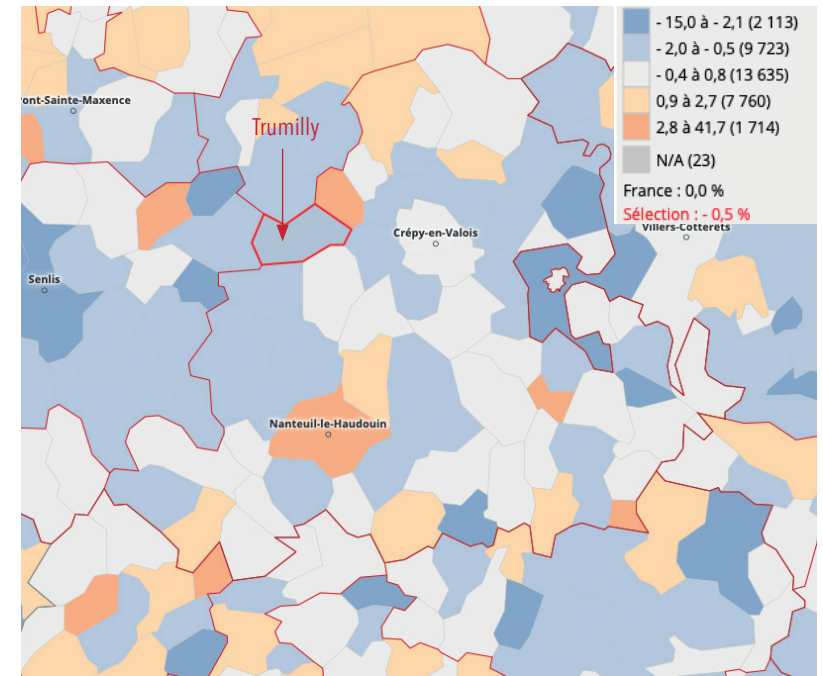 - 15,0 à - 2,1 (2 113)
- 2,0 à - 0,5 (9 723)
- 0,4 à 0,8 (13 635)
0,9 à 2,7 (7 760)
2,8 à 41,7 (1 714)
N/A (23)
France : 0,0 %
Sélection : - 0,5 %
ont-Sainte-Maxence
Trumilly
Crépy-en-Valois
Villers-Cotterêts
Senlis
Nanteuil-le-Haudouin